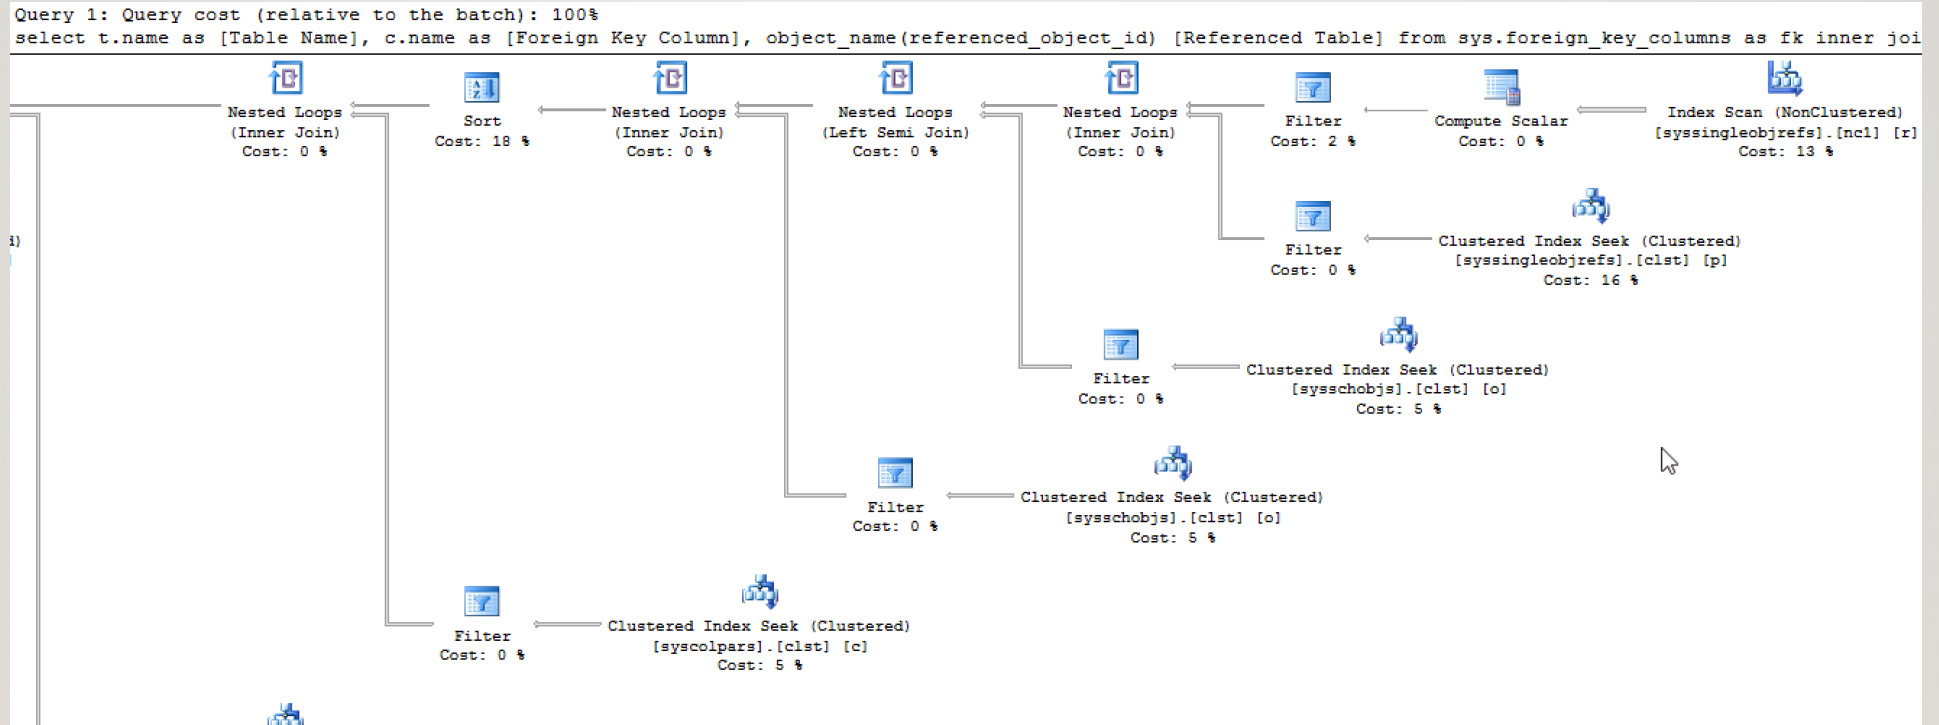 Query 1: Query cost (relative to the batch): 100%
select t.name as [Table Name], c.name as [Foreign Key Column], object_name(referenced_object_id) [Referenced Table] from sys.foreign_key_columns as fk inner joi
Nested Loops
(Inner Join)
Cost: 0 %
Sort
Cost: 18 %
Nested Loops
(Inner Join)
Cost: 0 %
Nested Loops
(Left Semi Join)
Cost: 0 %
Nested Loops
(Inner Join)
Cost: 0 %
Filter
Cost: 2 %
Compute Scalar
Cost: 0 %
Index Scan (NonClustered)
[syssingleobjrefs].[nc1] [r]
Cost: 13 %
Filter
Cost: 0 %
Clustered Index Seek (Clustered)
[syssingleobjrefs].[clst] [p]
Cost: 16 %
Filter
Cost: 0 %
Clustered Index Seek (Clustered)
[sysschobjs].[clst] [o]
Cost: 5 %
Filter
Cost: 0 %
Clustered Index Seek (Clustered)
[sysschobjs].[clst] [o]
Cost: 5 %
Filter
Cost: 0 %
Clustered Index Seek (Clustered)
[syscolpars].[clst] [c]
Cost: 5 %